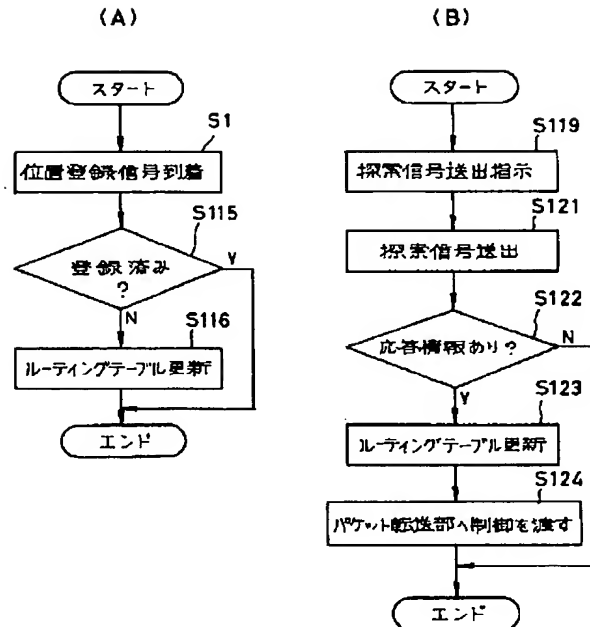 (A)
スタート
S1
位置登録信号到着
S115
登録済み
?
Y
N
S116
ルーティングテーブル更新
エンド
(B)
スタート
S119
探索信号送出指示
S121
探索信号送出
S122
応答情報あり?
N
Y
S123
ルーティングテーブル更新
S124
パケット転送部へ制御を渡す
エンド